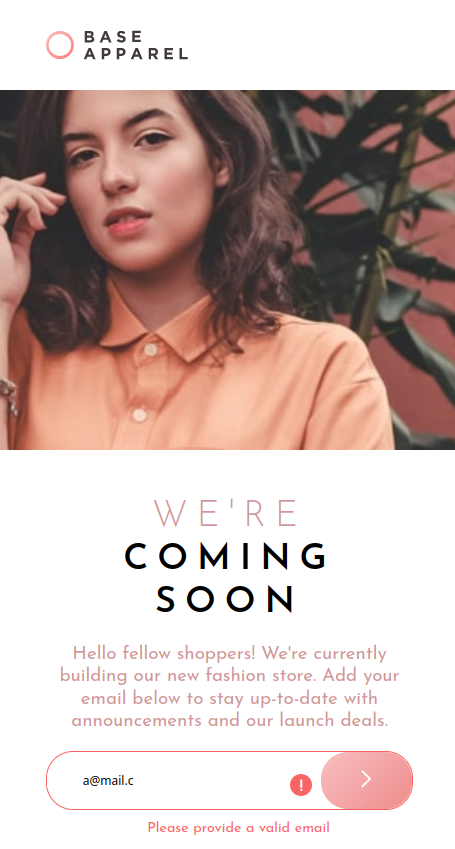 BASE
APPAREL
WE'RE
COMING
SOON
Hello fellow shoppers! We're currently
building our new fashion store. Add your
email below to stay up-to-date with
announcements and our launch deals.
a@mail.c
!
Please provide a valid email